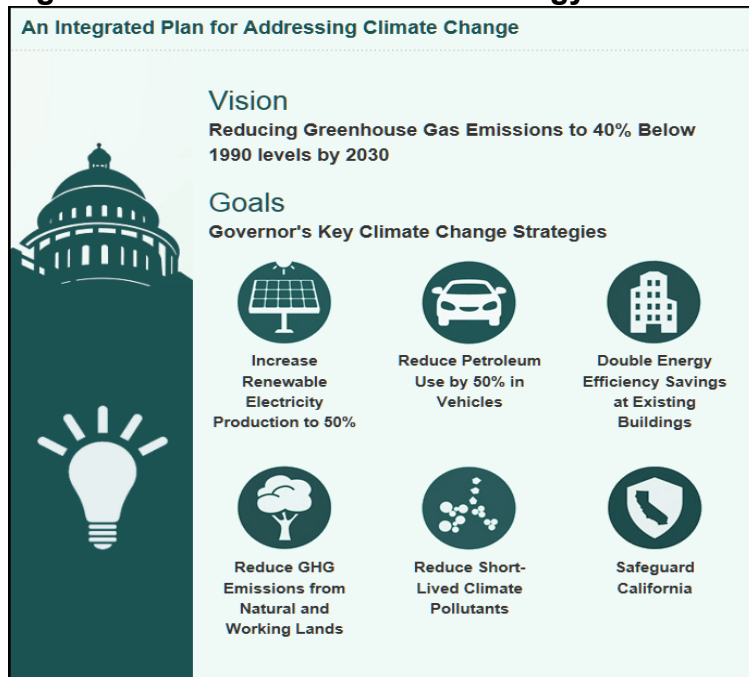 An Integrated Plan for Addressing Climate Change
Vision
Reducing Greenhouse Gas Emissions to 40% Below
1990 levels by 2030
Goals
Governor's Key Climate Change Strategies
Increase
Renewable
Electricity
Production to 50%
Reduce Petroleum
Use by 50% in
Vehicles
Double Energy
Efficiency Savings
at Existing
Buildings
Reduce GHG
Emissions from
Natural and
Working Lands
Reduce Short-
Lived Climate
Pollutants
Safeguard
California